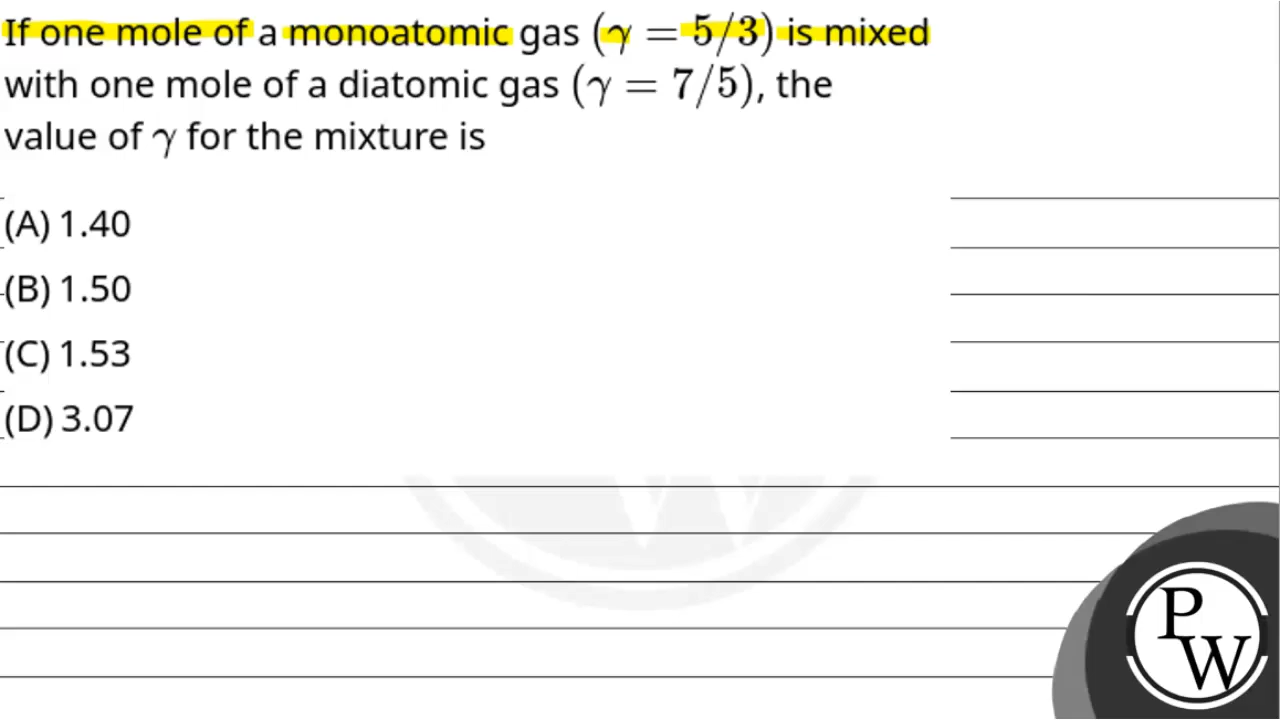 If one mole of a monoatomic gas (γ = 5/3) is mixed
with one mole of a diatomic gas (γ = 7/5), the
value of γ for the mixture is
(A) 1.40
(B) 1.50
(C) 1.53
(D) 3.07
P
W